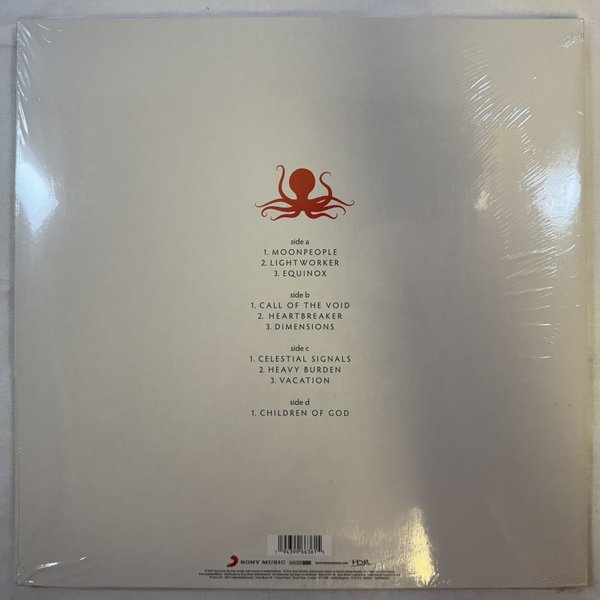 side a
1. MOONPEOPLE
2. LIGHTWORKER
3. EQUINOX
side b
1. CALL OF THE VOID
2. HEARTBREAKER
3. DIMENSIONS
side c
1. CELESTIAL SIGNALS
2. HEAVY BURDEN
3. VACATION
side d
1. CHILDREN OF GOD
SONY MUSIC